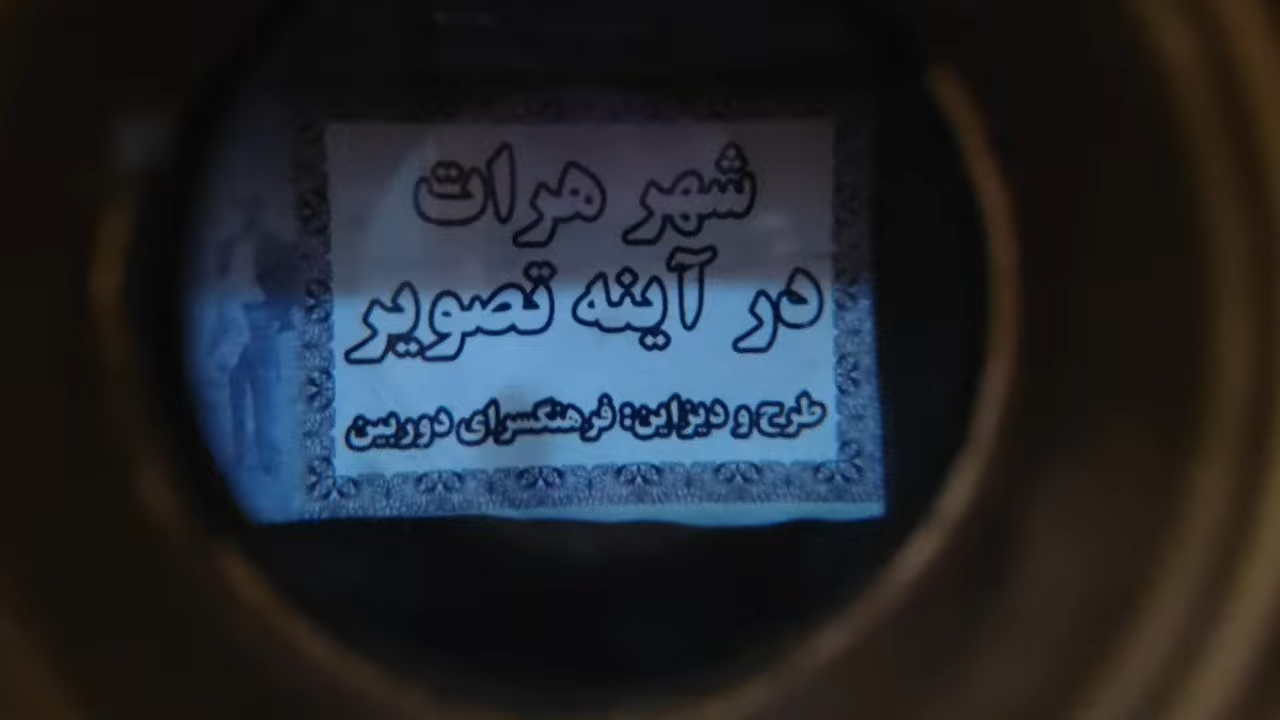 شهر هرات
در آینه تصویر
طرح و دیزاین: فرهنگسرای دوربین